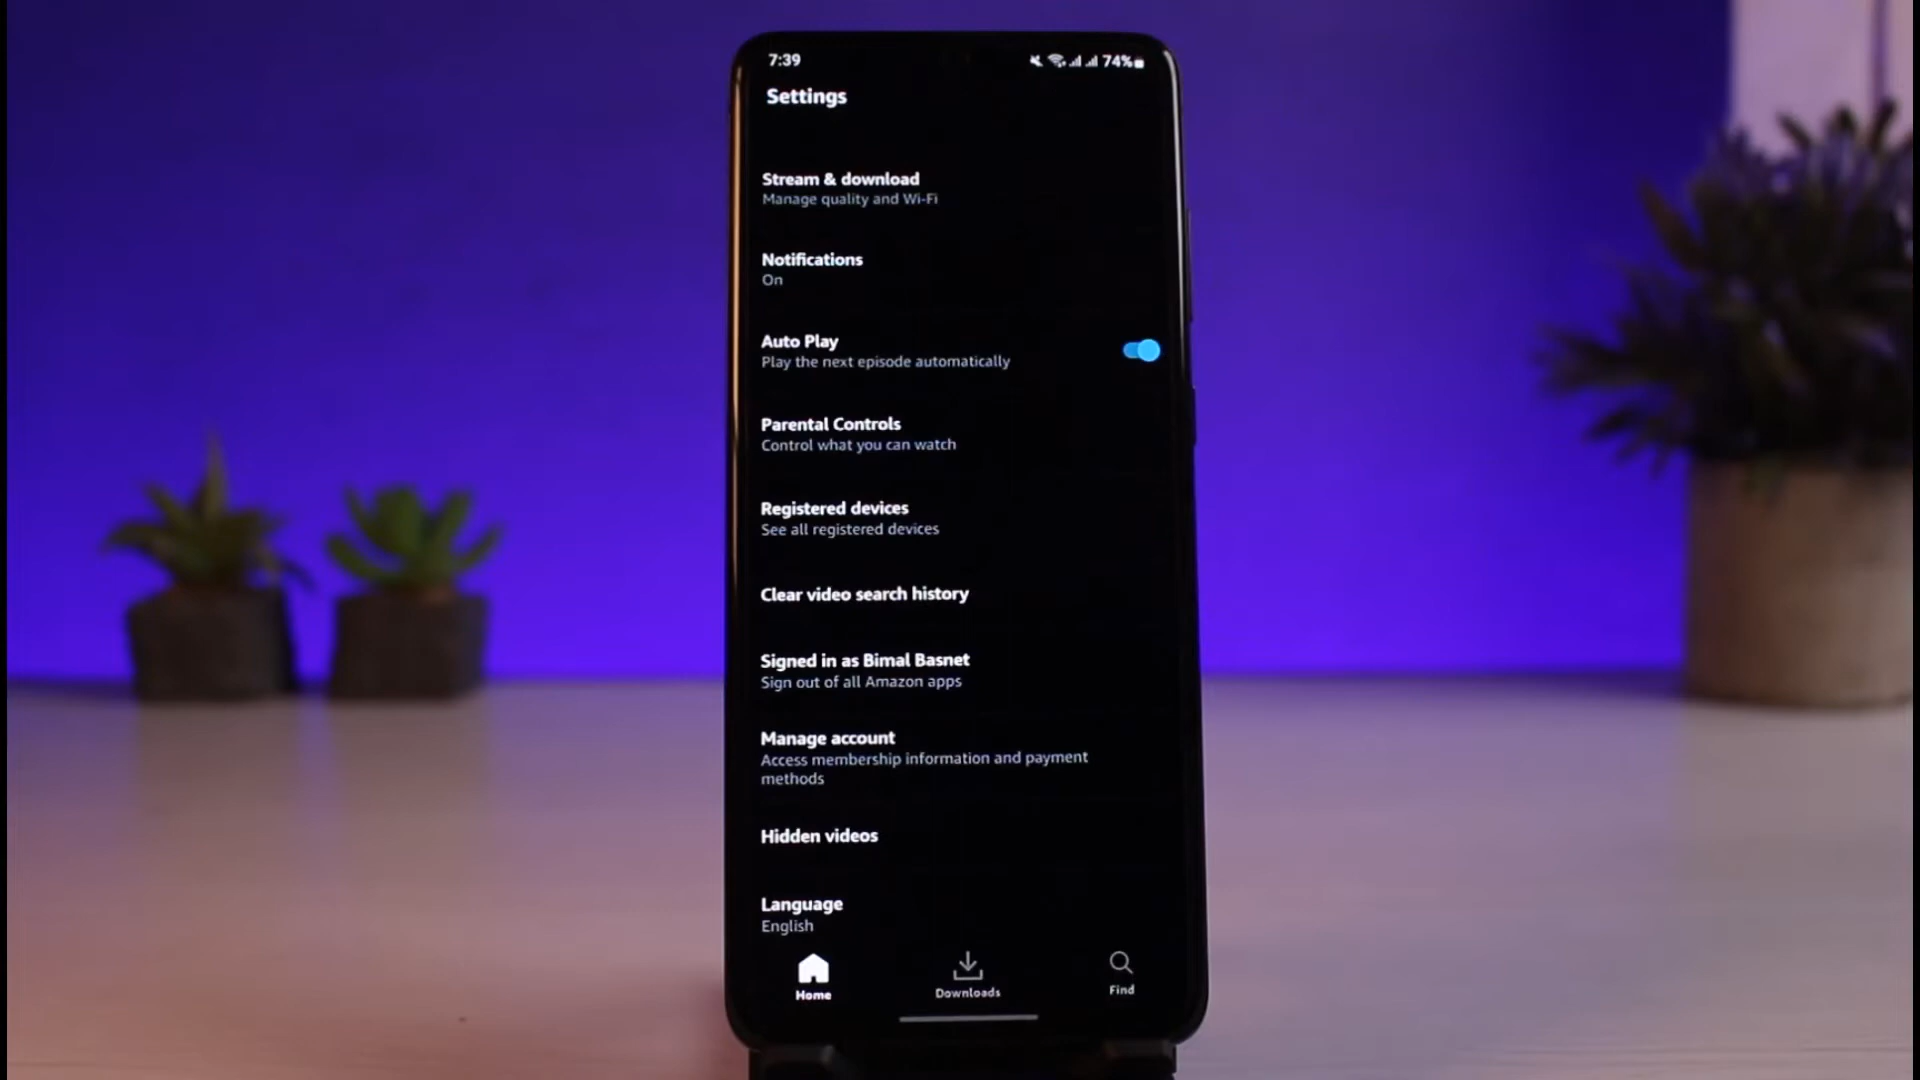 7:39
74%
Settings
Stream & download
Manage quality and Wi-Fi
Notifications
On
Auto Play
Play the next episode automatically
Parental Controls
Control what you can watch
Registered devices
See all registered devices
Clear video search history
Signed in as Bimal Basnet
Sign out of all Amazon apps
Manage account
Access membership information and payment
methods
Hidden videos
Language
English
Home
Downloads
Find